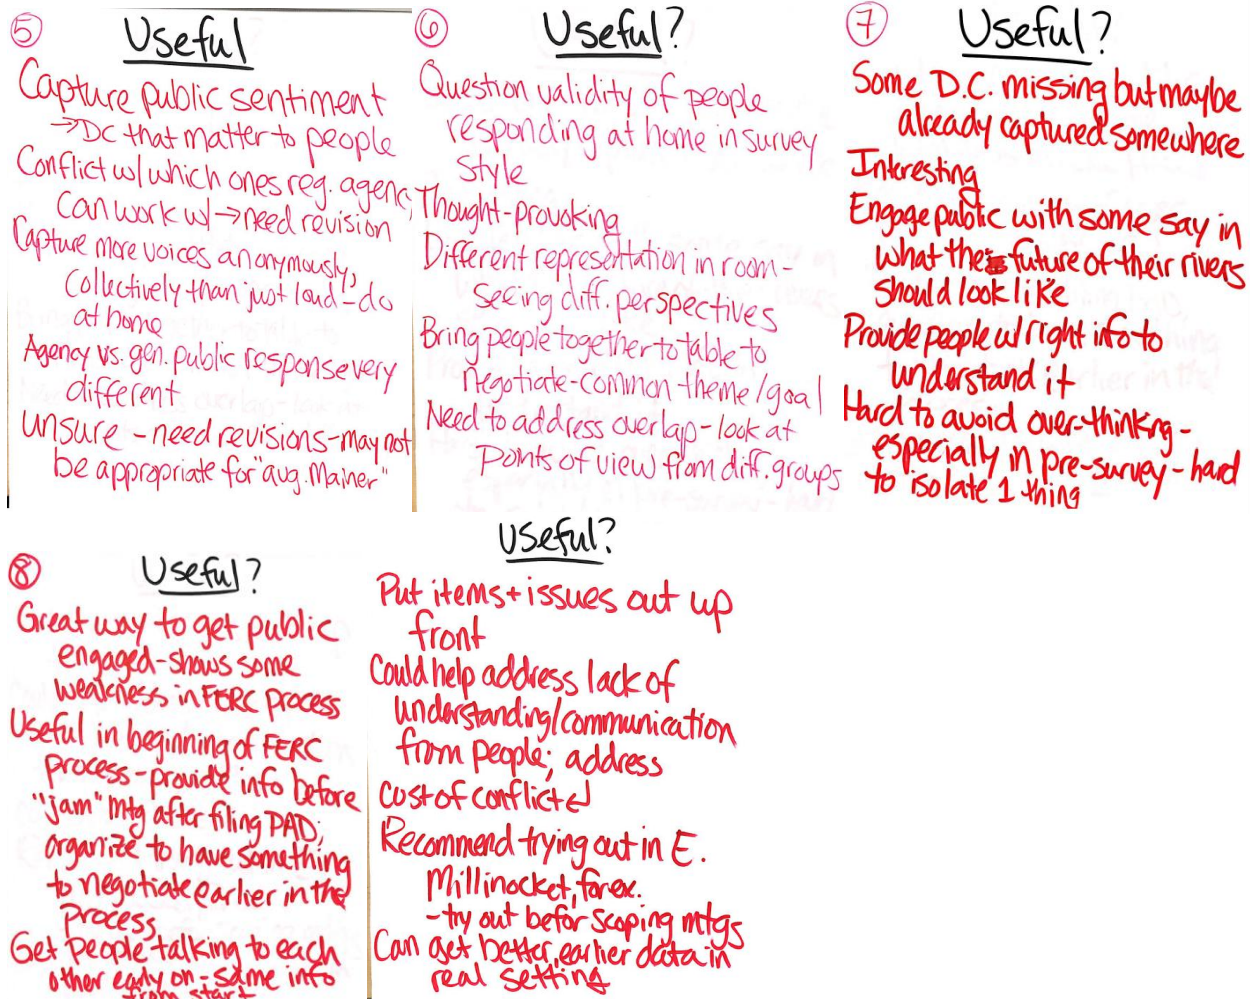 5
Useful
Capture public sentiment
→ DC that matter to people
Conflict w/ which ones reg. agenc
can work w/ → need revision
Capture more voices anonymously,
collectively than just "loud" - do
at home
Agency vs. gen. public response very
different
Unsure - need revisions - may not
be appropriate for "avg. Mainer"
6
Useful?
Question validity of people
responding at home in survey
style
Thought-provoking
Different representation in room -
seeing diff. perspectives
Bring people together to table to
negotiate - common theme/goal
Need to address overlap - look at
points of view from diff. groups
7
Useful?
Some D.C. missing but maybe
already captured somewhere
Interesting
Engage public with some say in
what the future of their rivers
should look like
Provide people w/ right info to
understand it
Hard to avoid over-thinking -
especially in pre-survey - hard
to isolate 1 thing
8
Useful?
Great way to get public
engaged - shows some
weakness in FERC process
Useful in beginning of FERC
process - provide info before
"jam" mtg after filing PAD;
organize to have something
to negotiate earlier in the
process
Get people talking to each
other early on - same info
from start
Useful?
Put items + issues out up
front
Could help address lack of
understanding/communication
from people; address
cost of conflict
Recommend trying out in E.
Millinocket, for ex.
- try out befor scoping mtgs
Can get better, earlier data in
real setting